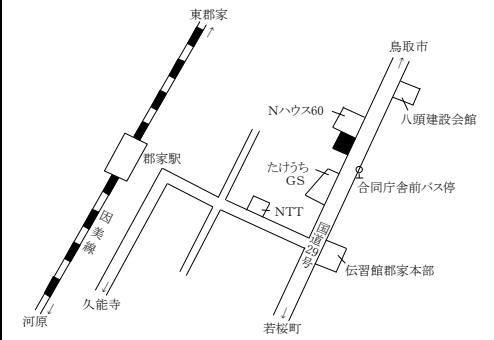 東郡家
鳥取市
Nハウス60
八頭建設会館
郡家駅
たけうち
GS
合同庁舎前バス停
NTT
因美線
国道29号
伝習館郡家本部
久能寺
河原
若桜町